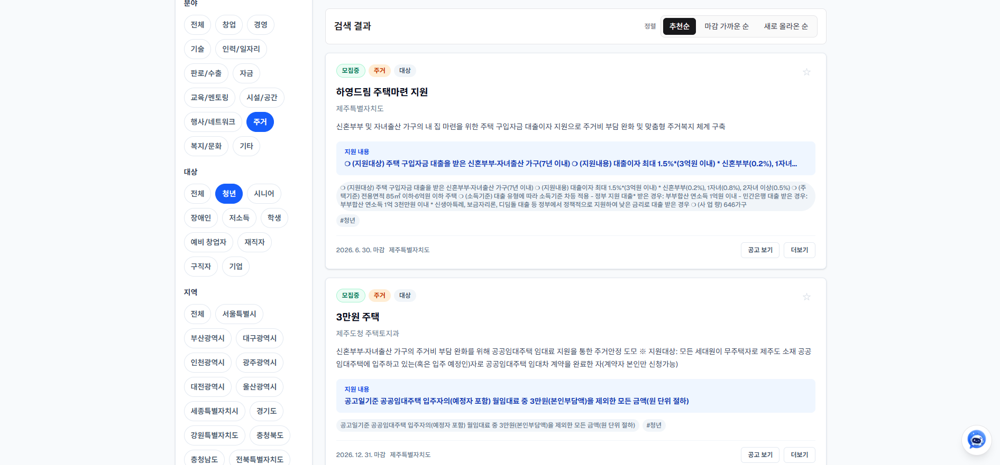 분야
전체 창업 경영
기술 인력/일자리
판로/수출 자금
교육/멘토링 시설/공간
행사/네트워크 주거
복지/문화 기타
대상
전체 청년 시니어
장애인 저소득 학생
예비 창업자 재직자
구직자 기업
지역
전체 서울특별시
부산광역시 대구광역시
인천광역시 광주광역시
대전광역시 울산광역시
세종특별자치시 경기도
강원특별자치도 충청북도
충청남도 전북특별자치도
검색 결과
정렬 추천순 마감 가까운 순 새로 올라온 순
모집중 주거 대상
하영드림 주택마련 지원
제주특별자치도
신혼부부 및 자녀출산 가구의 내 집 마련을 위한 주택 구입자금 대출이자 지원으로 주거비 부담 완화 및 맞춤형 주거복지 체계 구축
지원 내용
❍ (지원대상) 주택 구입자금 대출을 받은 신혼부부·자녀출산 가구(7년 이내) ❍ (지원내용) 대출이자 최대 1.5%*(3억원 이내) * 신혼부부(0.2%), 1자녀...
❍ (지원대상) 주택 구입자금 대출을 받은 신혼부부·자녀출산 가구(7년 이내) ❍ (지원내용) 대출이자 최대 1.5%*(3억원 이내) * 신혼부부(0.2%), 1자녀(0.8%), 2자녀 이상(0.5%) ❍ (주
택기준) 전용면적 85㎡ 이하·6억원 이하 주택 ❍ (소득기준) 대출 유형에 따라 소득기준 차등 적용 - 정부 지원 대출* 받은 경우: 부부합산 연소득 1억원 이내 - 민간은행 대출 받은 경우:
부부합산 연소득 1억 3천만원 이내 * 신생아특례, 보금자리론, 디딤돌 대출 등 정부에서 정책적으로 지원하여 낮은 금리로 대출 받은 경우 ❍ (사 업 량) 646가구
#청년
2026. 6. 30. 마감 제주특별자치도 공고 보기 더보기
모집중 주거 대상
3만원 주택
제주도청 주택토지과
신혼부부·자녀출산 가구의 주거비 부담 완화를 위해 공공임대주택 임대료 지원을 통한 주거안정 도모 ※ 지원대상: 모든 세대원이 무주택자로 제주도 소재 공공
임대주택에 입주하고 있는(혹은 입주 예정인)자로 공공임대주택 임대차 계약을 완료한 자(계약자 본인만 신청가능)
지원 내용
공고일기준 공공임대주택 입주자의(예정자 포함) 월임대료 중 3만원(본인부담액)을 제외한 모든 금액(원 단위 절하)
공고일기준 공공임대주택 입주자의(예정자 포함) 월임대료 중 3만원(본인부담액)을 제외한 모든 금액(원 단위 절하) #청년
2026. 12. 31. 마감 제주특별자치도 공고 보기 더보기